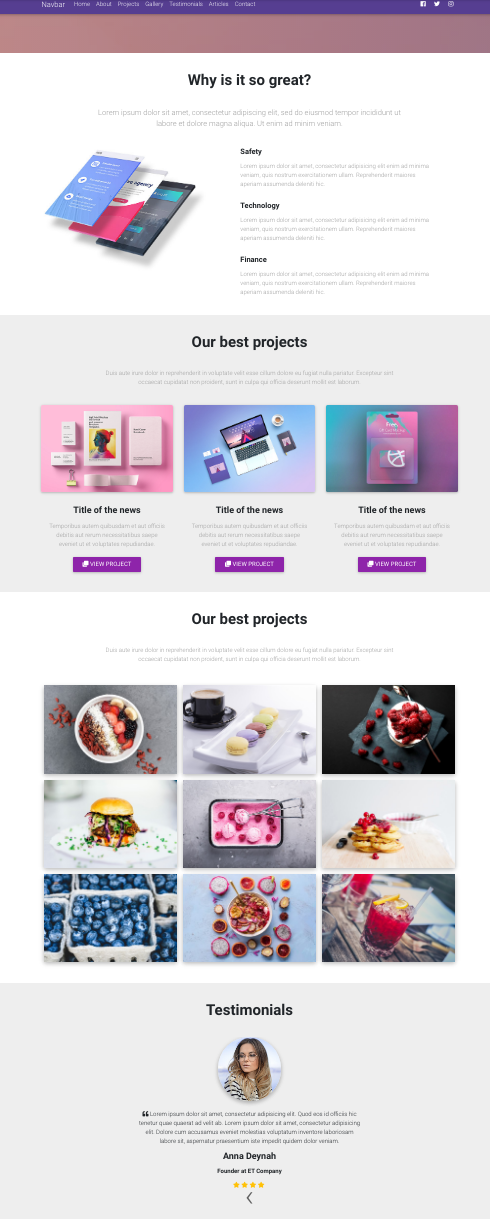 Navbar Home About Projects Gallery Testimonials Articles Contact
Why is it so great?
Lorem ipsum dolor sit amet, consectetur adipisicing elit, sed do eiusmod tempor incididunt ut
labore et dolore magna aliqua. Ut enim ad minim veniam.
Safety
Lorem ipsum dolor sit amet, consectetur adipisicing elit enim ad minima
veniam, quis nostrum exercitationem ullam. Reprehenderit maiores
aperiam assumenda deleniti hic.
Technology
Lorem ipsum dolor sit amet, consectetur adipisicing elit enim ad minima
veniam, quis nostrum exercitationem ullam. Reprehenderit maiores
aperiam assumenda deleniti hic.
Finance
Lorem ipsum dolor sit amet, consectetur adipisicing elit enim ad minima
veniam, quis nostrum exercitationem ullam. Reprehenderit maiores
aperiam assumenda deleniti hic.
Our best projects
Duis aute irure dolor in reprehenderit in voluptate velit esse cillum dolore eu fugiat nulla pariatur. Excepteur sint
occaecat cupidatat non proident, sunt in culpa qui officia deserunt mollit id est laborum.
Title of the news
Temporibus autem quibusdam et aut officiis
debitis aut rerum necessitatibus saepe
eveniet ut et voluptates repudiandae
VIEW PROJECT
Title of the news
Temporibus autem quibusdam et aut officiis
debitis aut rerum necessitatibus saepe
eveniet ut et voluptates repudiandae
VIEW PROJECT
Title of the news
Temporibus autem quibusdam et aut officiis
debitis aut rerum necessitatibus saepe
eveniet ut et voluptates repudiandae
VIEW PROJECT
Our best projects
Duis aute irure dolor in reprehenderit in voluptate velit esse cillum dolore eu fugiat nulla pariatur. Excepteur sint
occaecat cupidatat non proident, sunt in culpa qui officia deserunt mollit id est laborum.
Testimonials
Lorem ipsum dolor sit amet, consectetur adipisicing elit. Quod eos id officiis hic
tenetur quae quaerat ad velit ab. Lorem ipsum dolor sit amet, consectetur adipisicing
elit. Dolore cum accusamus eveniet molestias voluptatum inventore laboriosam
labore sit, aspernatur praesentium iste impedit quidem dolor veniam.
Anna Deynah
Founder at ET Company